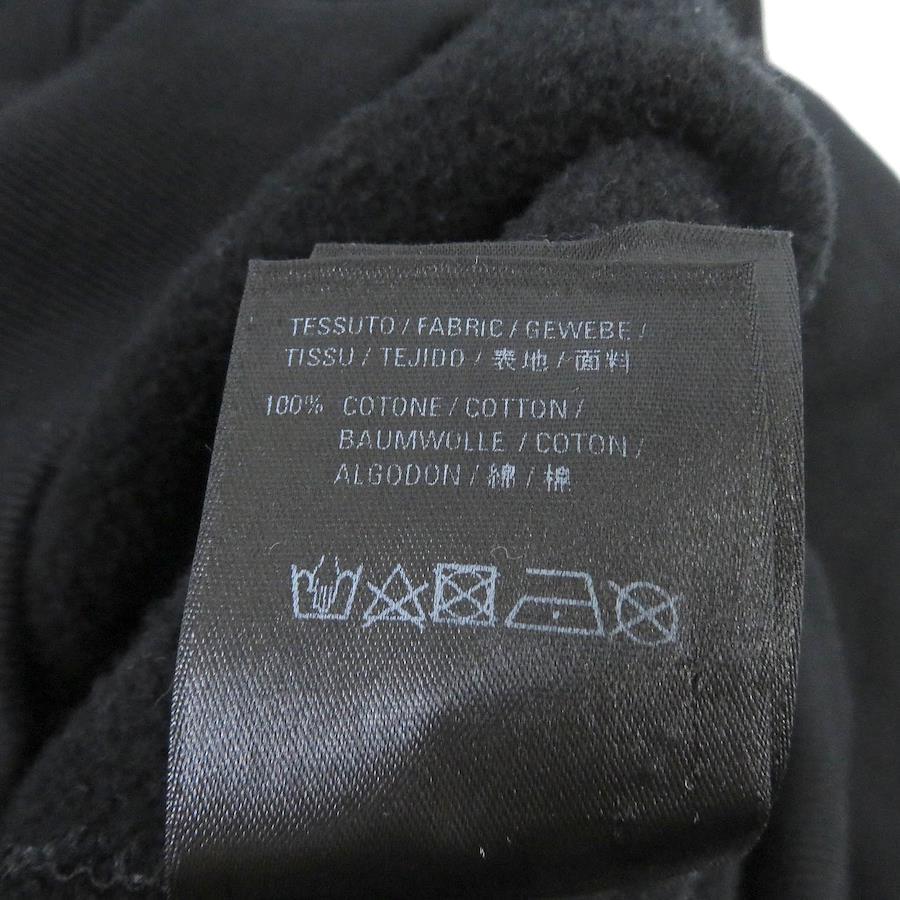 TESSUTO / FABRIC / GEWEBE /
TISSU / TEJIDO / 表地 / 面料
100% COTONE / COTTON /
BAUMWOLLE / COTON /
ALGODON / 綿 / 棉